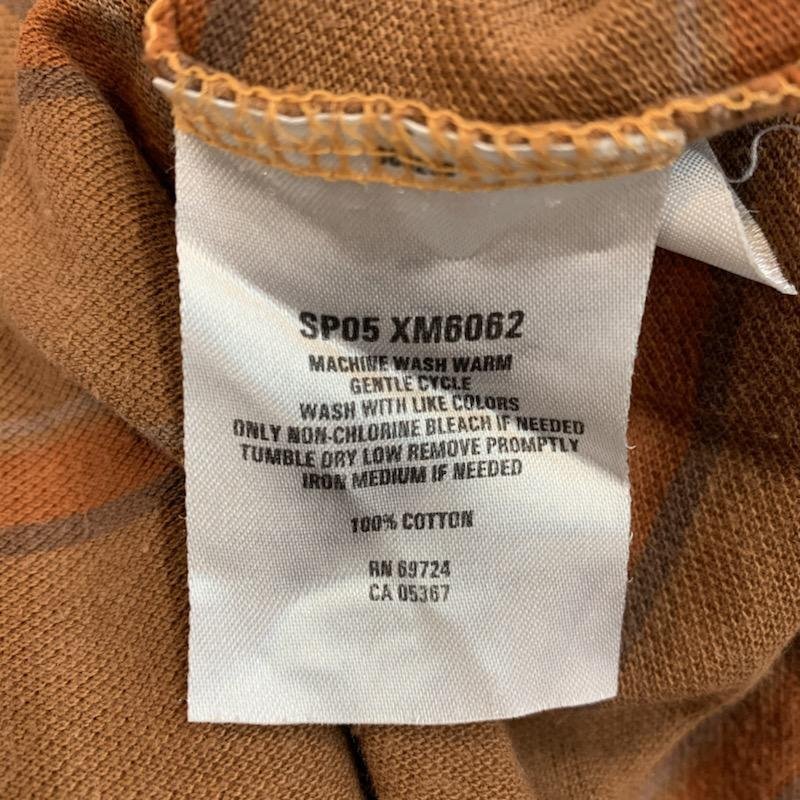 SP05 XM6062
MACHINE WASH WARM
GENTLE CYCLE
WASH WITH LIKE COLORS
ONLY NON-CHLORINE BLEACH IF NEEDED
TUMBLE DRY LOW REMOVE PROMPTLY
IRON MEDIUM IF NEEDED
100% COTTON
RN 69724
CA 05367